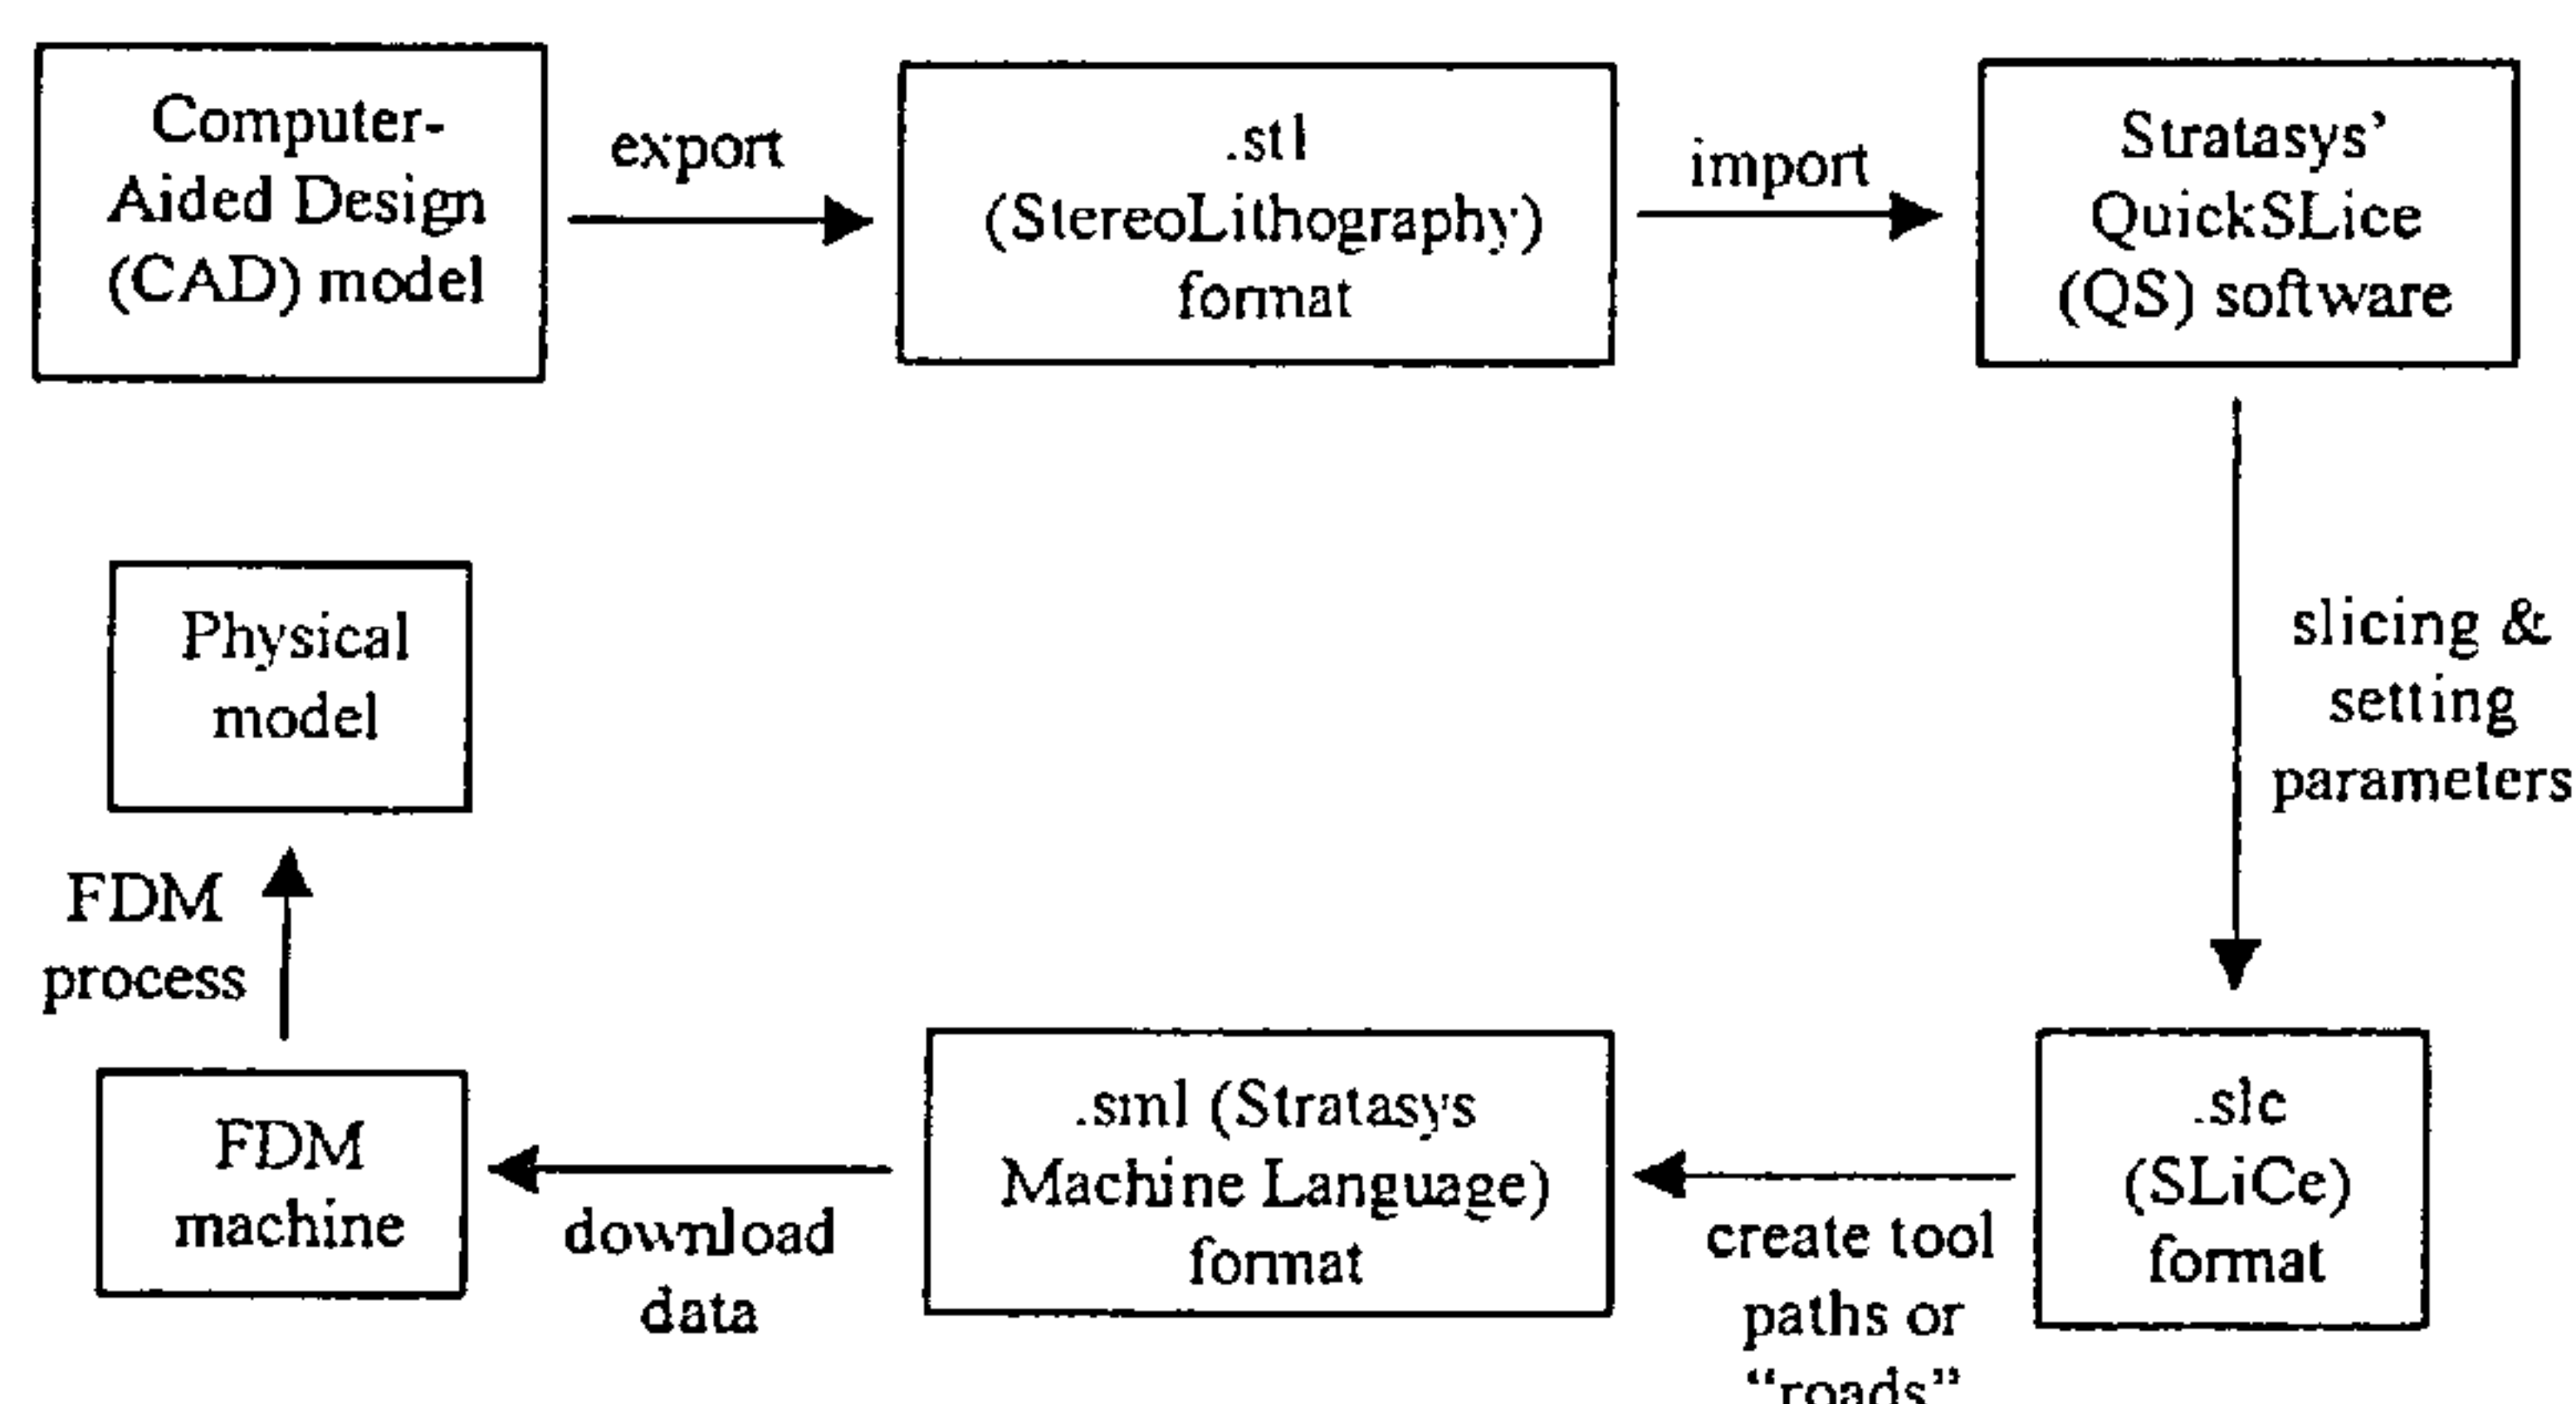 Computer-
Aided Design
(CAD) model
export
.stl
(StereoLithography)
format
import
Stratasys’
QuickSLice
(QS) software
slicing &
setting
parameters
.slc
(SLiCe)
format
create tool
paths or
“roads”
.sml (Stratasys
Machine Language)
format
download
data
FDM
machine
FDM
process
Physical
model